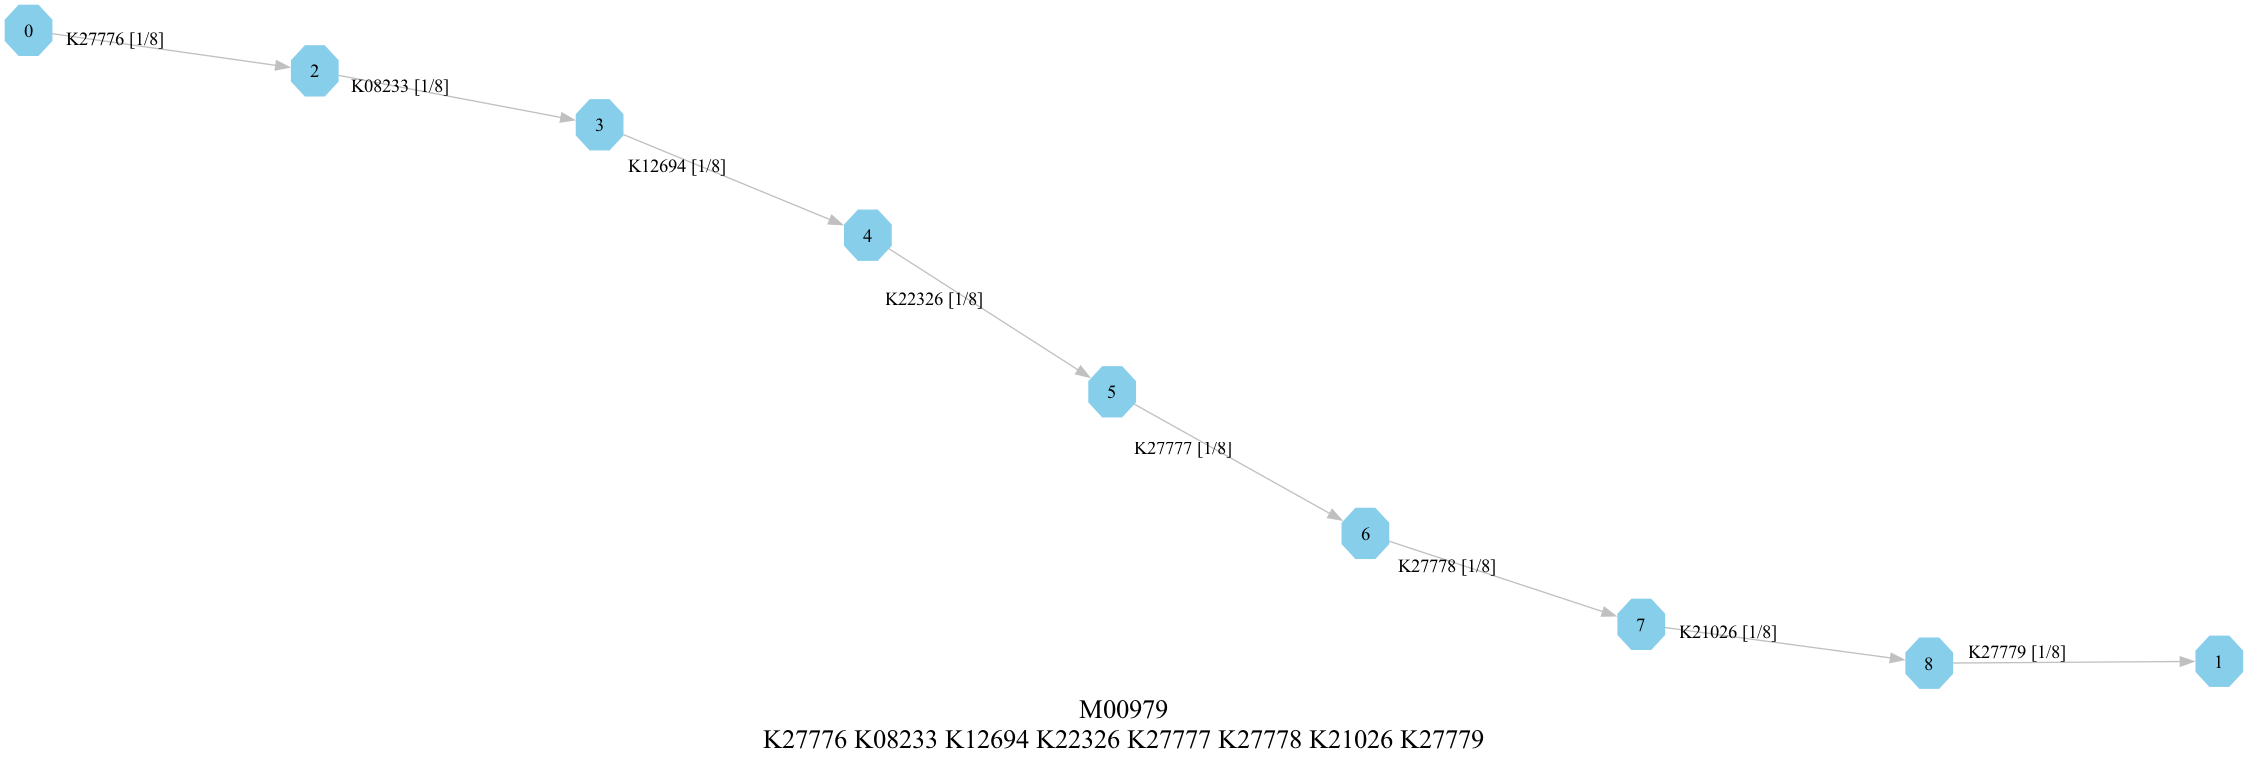 0
K27776 [1/8]
2
K08233 [1/8]
3
K12694 [1/8]
4
K22326 [1/8]
5
K27777 [1/8]
6
K27778 [1/8]
7
K21026 [1/8]
8
K27779 [1/8]
1
M00979
K27776 K08233 K12694 K22326 K27777 K27778 K21026 K27779